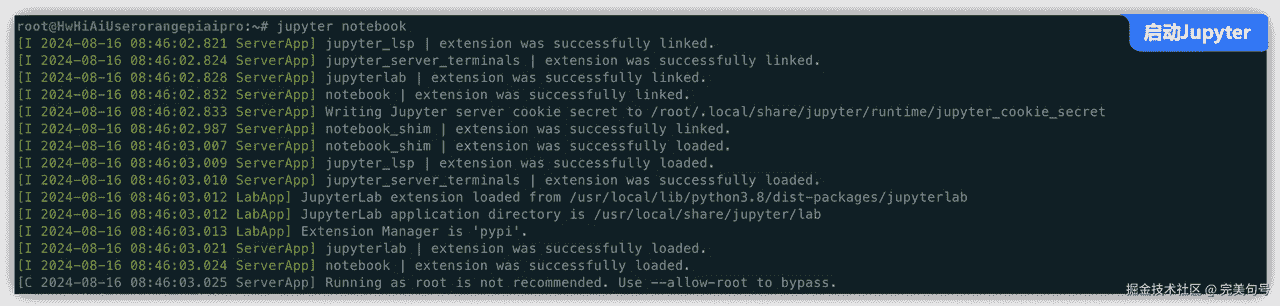 root@HwHiAiUserorangepiaipro:~# jupyter notebook
启动Jupyter
[I 2024-08-16 08:46:02.821 ServerApp] jupyter_lsp | extension was successfully linked.
[I 2024-08-16 08:46:02.824 ServerApp] jupyter_server_terminals | extension was successfully linked.
[I 2024-08-16 08:46:02.828 ServerApp] jupyterlab | extension was successfully linked.
[I 2024-08-16 08:46:02.832 ServerApp] notebook | extension was successfully linked.
[I 2024-08-16 08:46:02.833 ServerApp] Writing Jupyter server cookie secret to /root/.local/share/jupyter/runtime/jupyter_cookie_secret
[I 2024-08-16 08:46:02.987 ServerApp] notebook_shim | extension was successfully linked.
[I 2024-08-16 08:46:03.007 ServerApp] notebook_shim | extension was successfully loaded.
[I 2024-08-16 08:46:03.009 ServerApp] jupyter_lsp | extension was successfully loaded.
[I 2024-08-16 08:46:03.010 ServerApp] jupyter_server_terminals | extension was successfully loaded.
[I 2024-08-16 08:46:03.012 LabApp] JupyterLab extension loaded from /usr/local/lib/python3.8/dist-packages/jupyterlab
[I 2024-08-16 08:46:03.012 LabApp] JupyterLab application directory is /usr/local/share/jupyter/lab
[I 2024-08-16 08:46:03.013 LabApp] Extension Manager is 'pypi'.
[I 2024-08-16 08:46:03.021 ServerApp] jupyterlab | extension was successfully loaded.
[I 2024-08-16 08:46:03.024 ServerApp] notebook | extension was successfully loaded.
[C 2024-08-16 08:46:03.025 ServerApp] Running as root is not recommended. Use --allow-root to bypass.
掘金技术社区 @ 完美句号